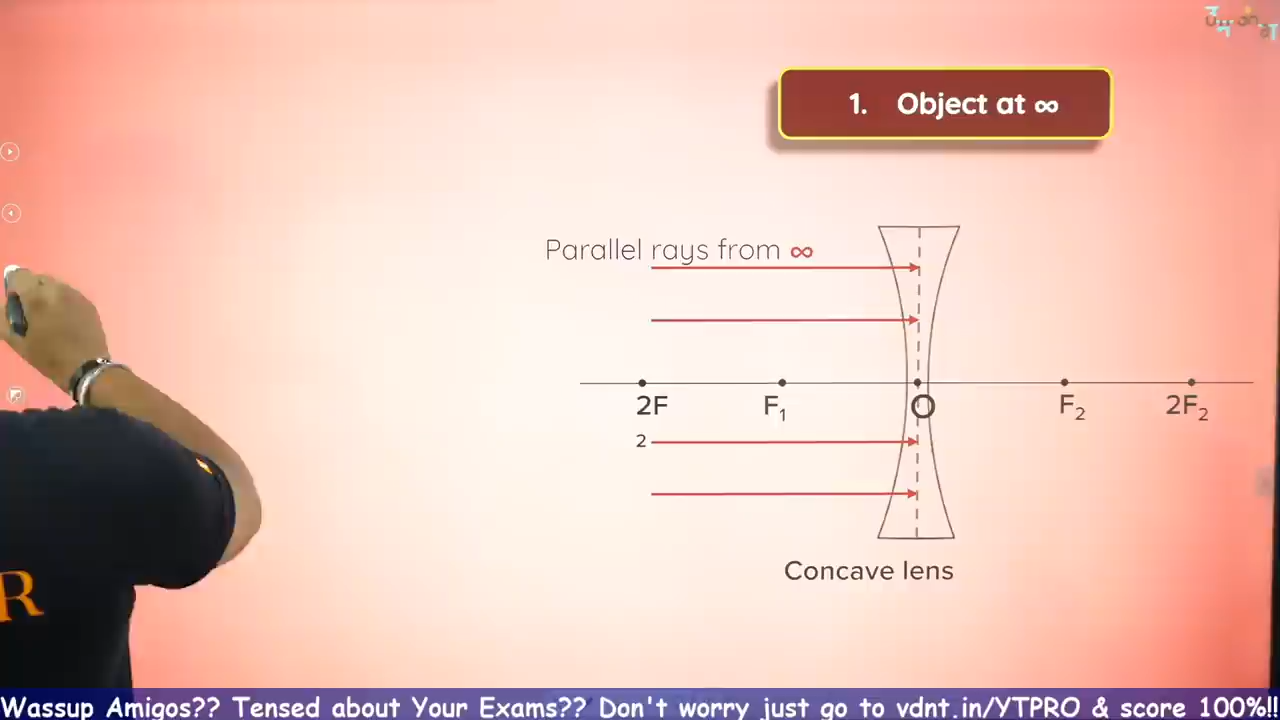 1. Object at ∞
Parallel rays from ∞
2F F₁ O F₂ 2F₂
2
Concave lens
R
Wassup Amigos?? Tensed about Your Exams?? Don't worry just go to vdnt.in/YTPRO & score 100%!!